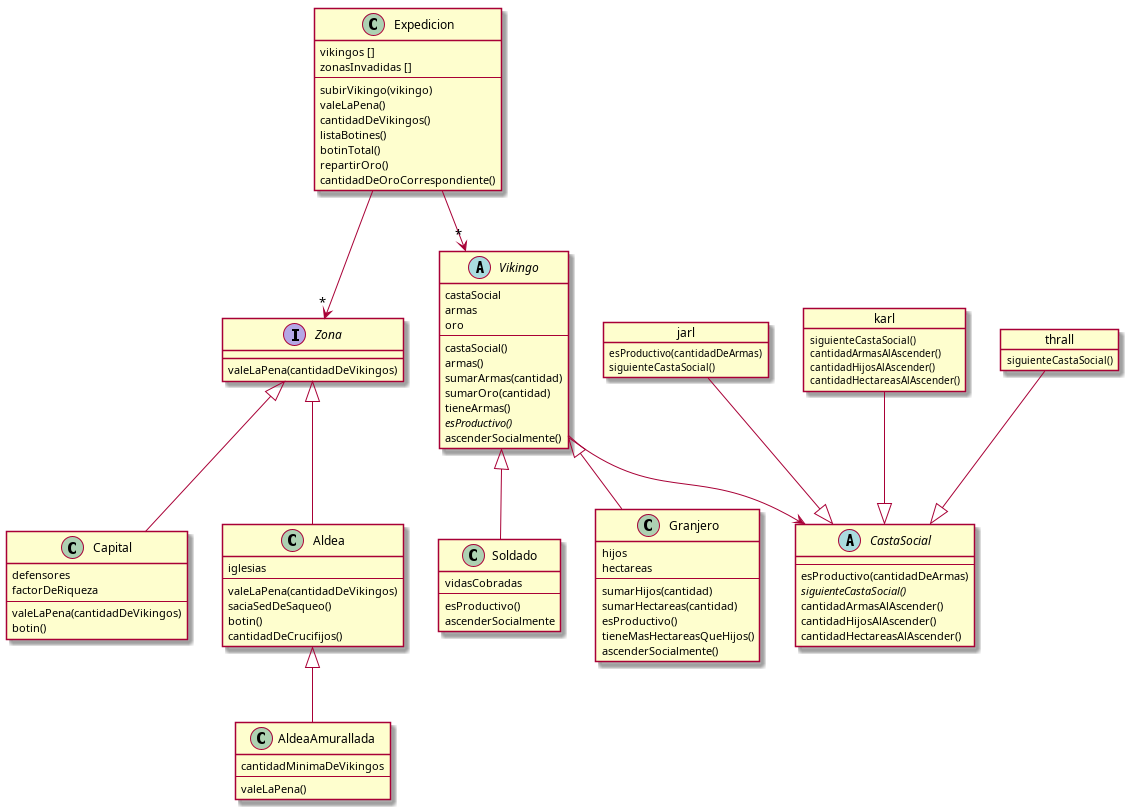 C Expedicion
vikingos []
zonasInvadidas []
subirVikingo(vikingo)
valeLaPena()
cantidadDeVikingos()
listaBotines()
botinTotal()
repartirOro()
cantidadDeOroCorrespondiente()
*
*
A Vikingo
castaSocial
armas
oro
castaSocial()
armas()
sumarArmas(cantidad)
sumarOro(cantidad)
tieneArmas()
esProductivo()
ascenderSocialmente()
I Zona
valeLaPena(cantidadDeVikingos)
jarl
esProductivo(cantidadDeArmas)
siguienteCastaSocial()
karl
siguienteCastaSocial()
cantidadArmasAlAscender()
cantidadHijosAlAscender()
cantidadHectareasAlAscender()
thrall
siguienteCastaSocial()
C Capital
defensores
factorDeRiqueza
valeLaPena(cantidadDeVikingos)
botin()
C Aldea
iglesias
valeLaPena(cantidadDeVikingos)
saciaSedDeSaqueo()
botin()
cantidadDeCrucifijos()
C Soldado
vidasCobradas
esProductivo()
ascenderSocialmente
C Granjero
hijos
hectareas
sumarHijos(cantidad)
sumarHectareas(cantidad)
esProductivo()
tieneMasHectareasQueHijos()
ascenderSocialmente()
A CastaSocial
esProductivo(cantidadDeArmas)
siguienteCastaSocial()
cantidadArmasAlAscender()
cantidadHijosAlAscender()
cantidadHectareasAlAscender()
C AldeaAmurallada
cantidadMinimaDeVikingos
valeLaPena()